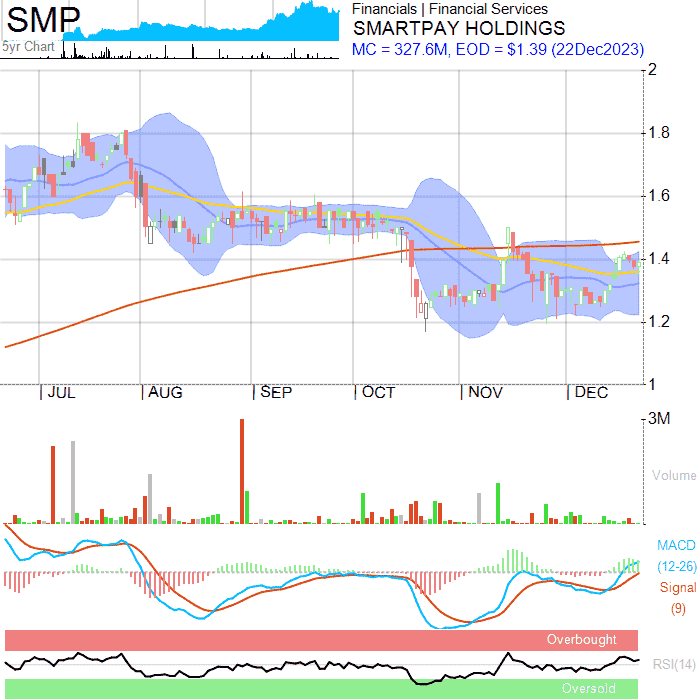 SMP
5yr Chart
Financials | Financial Services
SMARTPAY HOLDINGS
MC = 327.6M, EOD = $1.39 (22Dec2023)
2
1.8
1.6
1.4
1.2
1
JUL
AUG
SEP
OCT
NOV
DEC
3M
Volume
MACD
(12-26)
Signal
(9)
Overbought
RSI(14)
Oversold